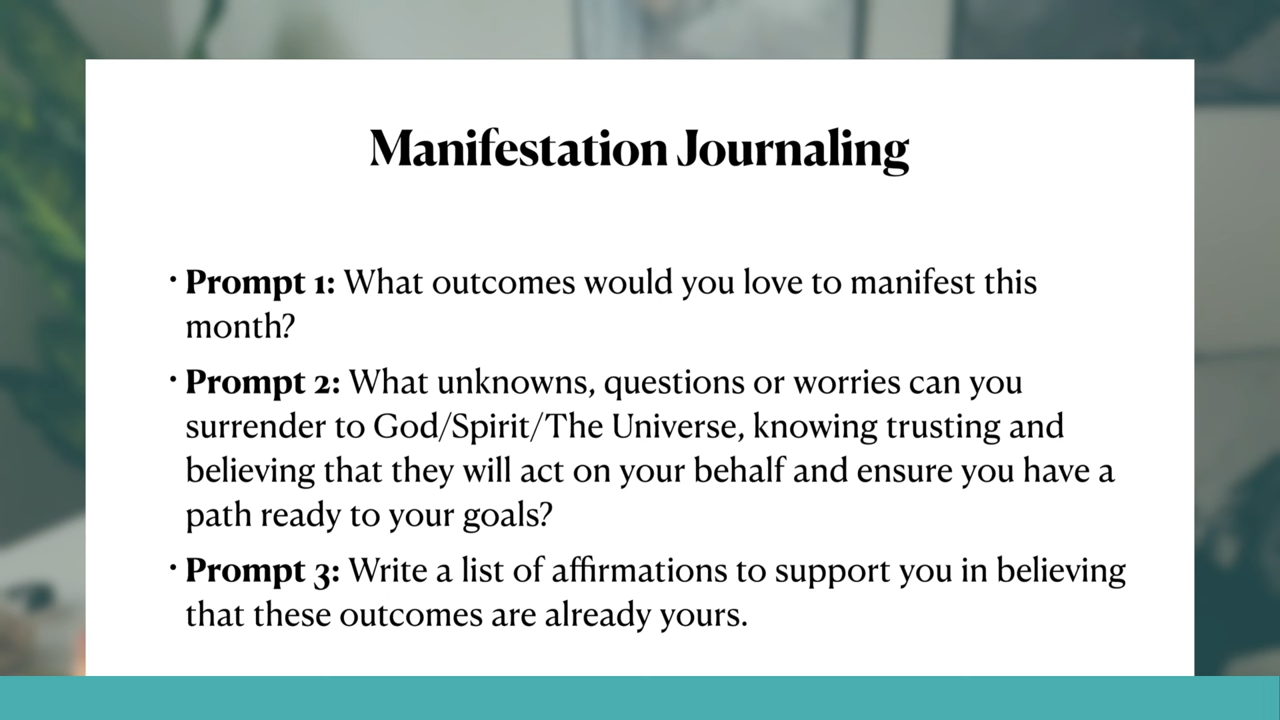 Manifestation Journaling
· Prompt 1: What outcomes would you love to manifest this
month?
· Prompt 2: What unknowns, questions or worries can you
surrender to God/Spirit/The Universe, knowing trusting and
believing that they will act on your behalf and ensure you have a
path ready to your goals?
· Prompt 3: Write a list of affirmations to support you in believing
that these outcomes are already yours.